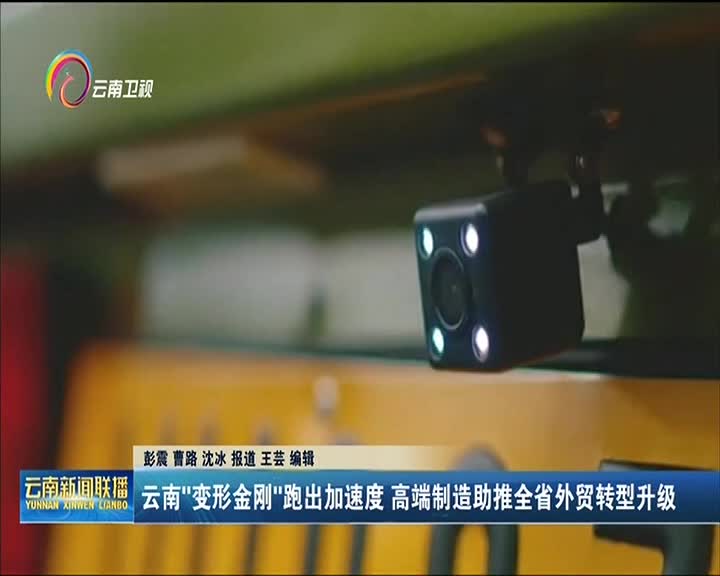 云南卫视
彭震 曹路 沈冰 报道 王芸 编辑
云南新闻联播
YUNNAN XINWEN LIANBO
云南"变形金刚"跑出加速度 高端制造助推全省外贸转型升级